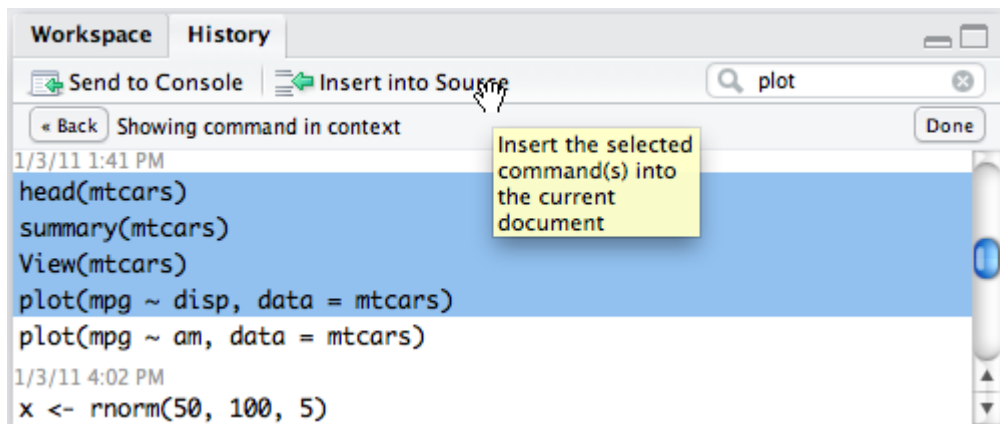 Workspace History
Send to Console Insert into Source plot
« Back Showing command in context Done
Insert the selected
command(s) into
the current
document
1/3/11 1:41 PM
head(mtcars)
summary(mtcars)
View(mtcars)
plot(mpg ~ disp, data = mtcars)
plot(mpg ~ am, data = mtcars)
1/3/11 4:02 PM
x <- rnorm(50, 100, 5)